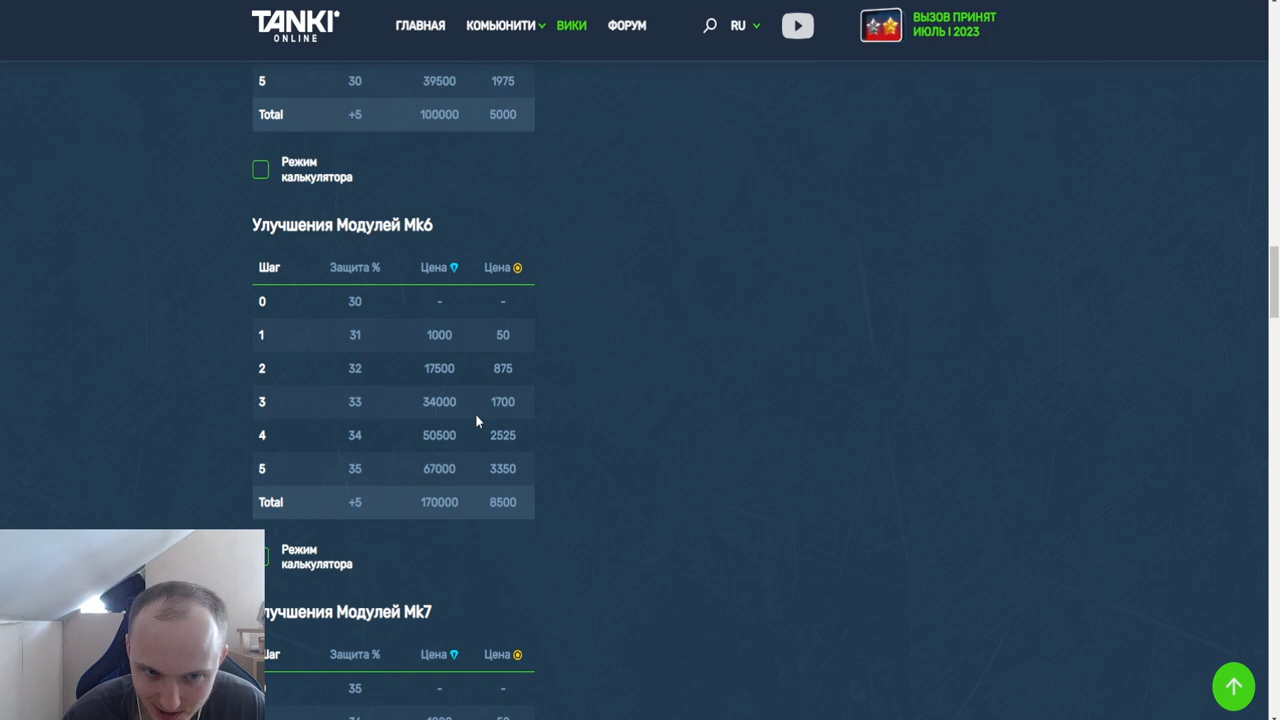 TANKI
ONLINE
ГЛАВНАЯ КОМЬЮНИТИ ВИКИ ФОРУМ RU
ВЫЗОВ ПРИНЯТ
ИЮЛЬ I 2023
5 30 39500 1975
Total +5 100000 5000
Режим
калькулятора
Улучшения Модулей Mk6
Шаг Защита % Цена Цена
0 30 - -
1 31 1000 50
2 32 17500 875
3 33 34000 1700
4 34 50500 2525
5 35 67000 3350
Total +5 170000 8500
Режим
калькулятора
лучшения Модулей Mk7
аг Защита % Цена Цена
35 - -